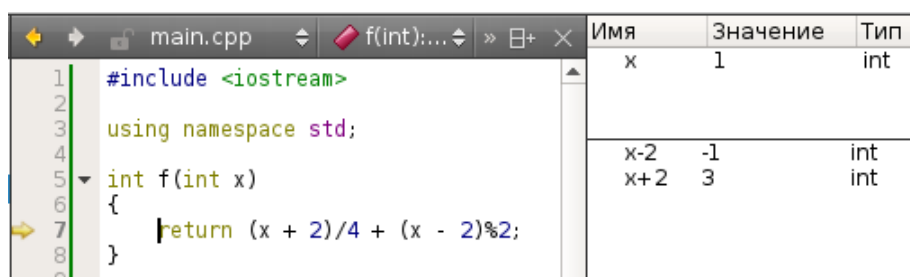 main.cpp f(int):... » Имя Значение Тип
1 #include <iostream> x 1 int
2
3 using namespace std;
4 x-2 -1 int
5 int f(int x) x+2 3 int
6 {
7 return (x + 2)/4 + (x - 2)%2;
8 }